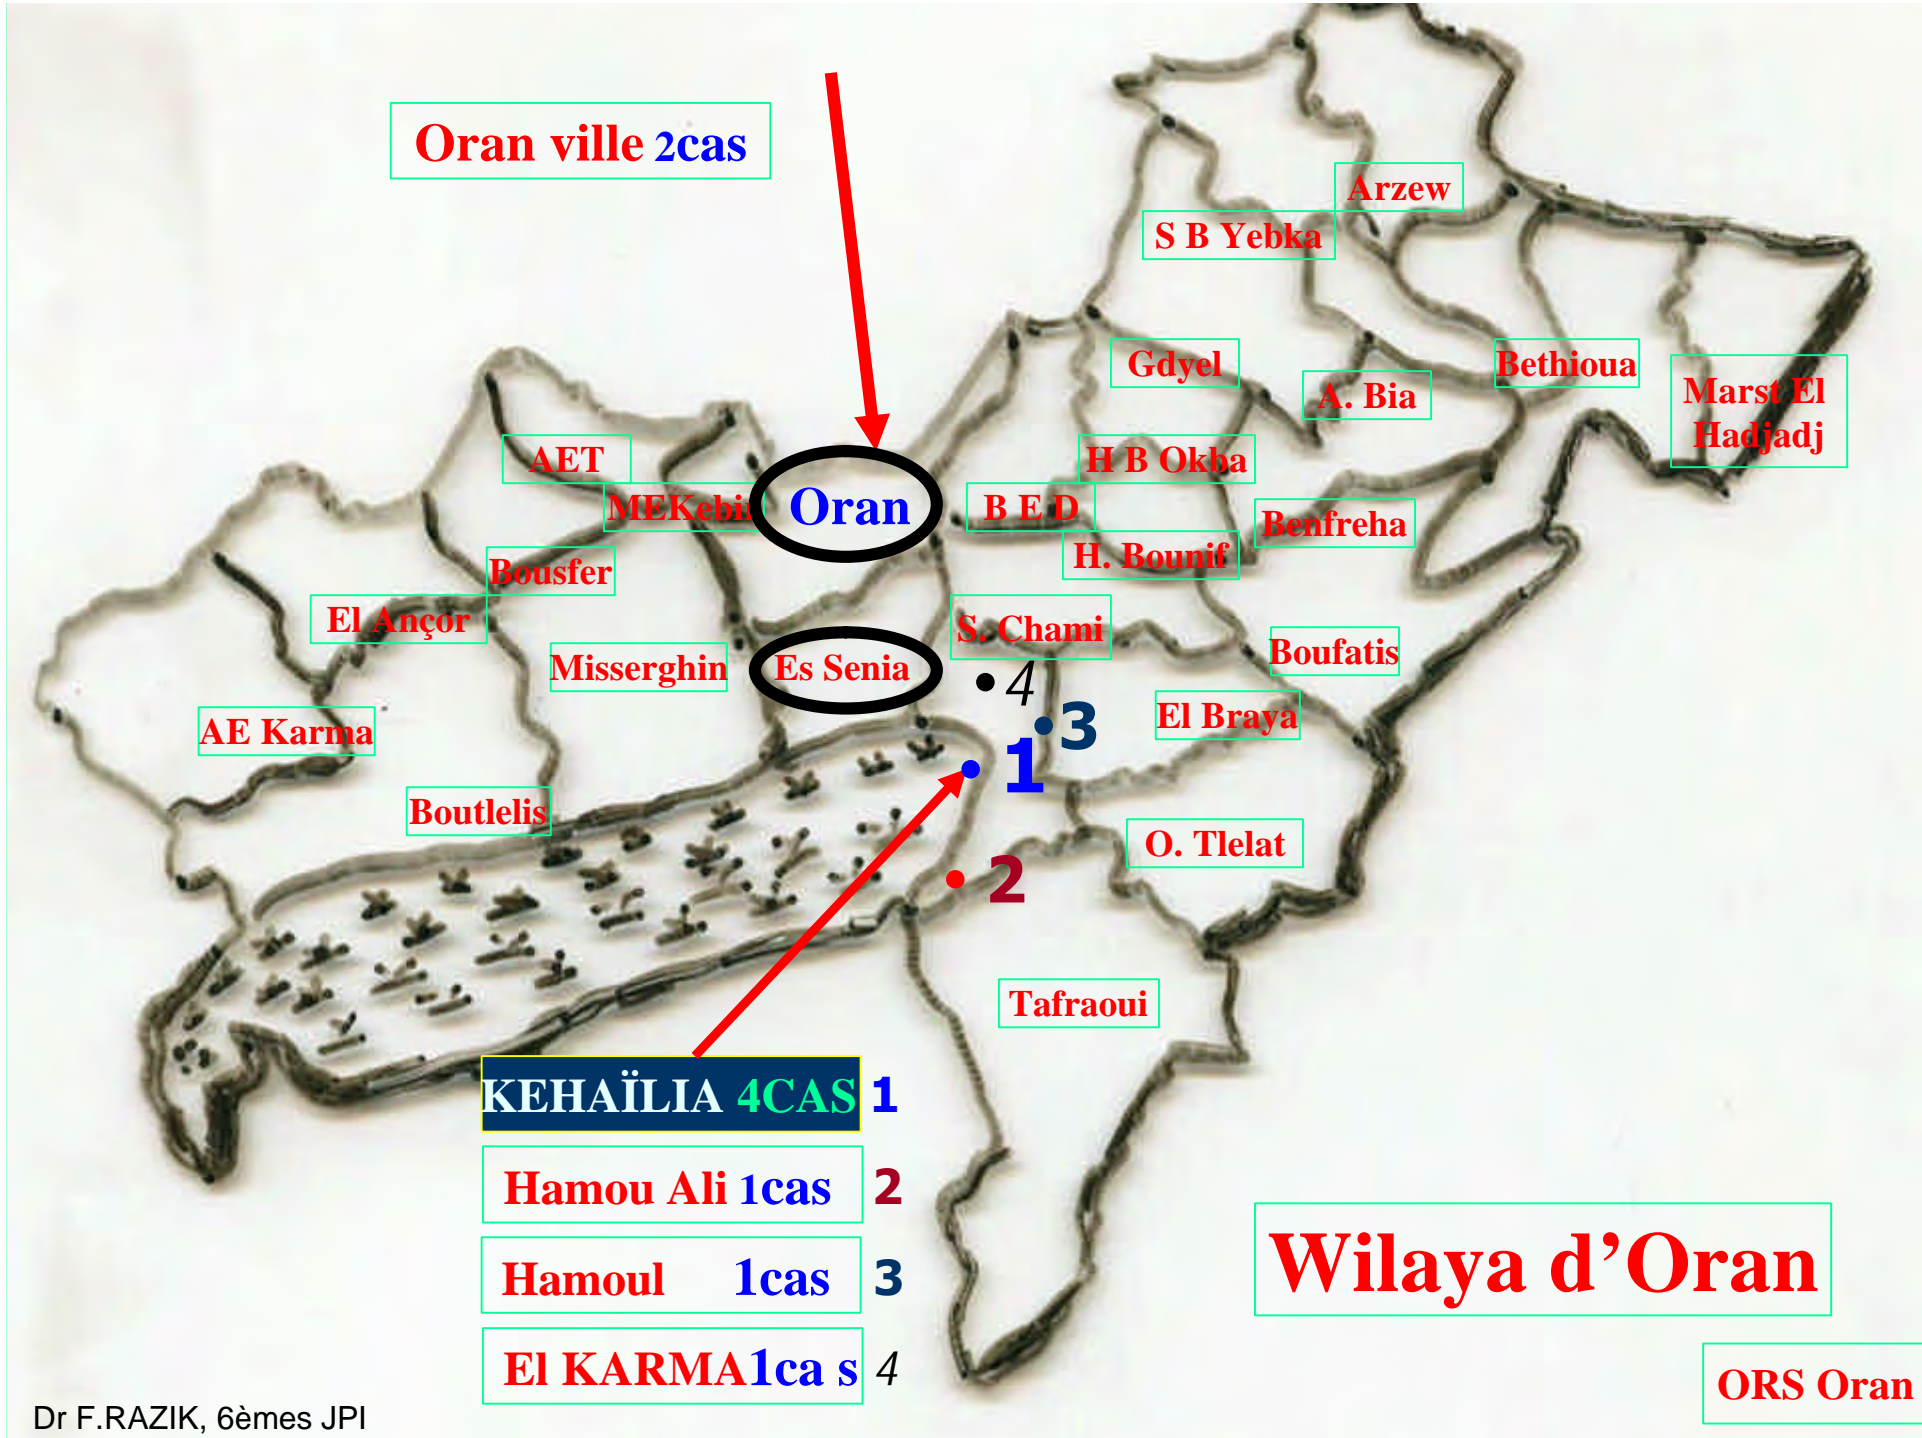 Oran ville 2cas
Arzew
S B Yebka
Gdyel
A. Bia
Bethioua
Marst El
Hadjadj
AET
MEKebir
Oran
H B Okba
B E D
Benfreha
H. Bounif
Bousfer
El Ançor
S. Chami
Misserghin
Es Senia
Boufatis
4
3
El Braya
AE Karma
1
Boutlelis
O. Tlelat
2
Tafraoui
KEHAÏLIA 4CAS 1
Hamou Ali 1cas 2
Hamoul 1cas 3
El KARMA1ca s 4
Wilaya d’Oran
ORS Oran
Dr F.RAZIK, 6èmes JPI